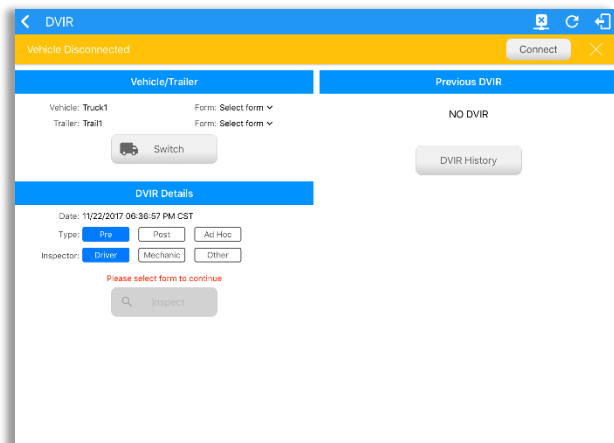 DVIR
Vehicle Disconnected
Connect
Vehicle/Trailer
Vehicle: Truck1 Form: Select form
Trailer: Trail1 Form: Select form
Switch
DVIR Details
Date: 11/22/2017 06:36:57 PM CST
Type: Pre Post Ad Hoc
Inspector: Driver Mechanic Other
Please select form to continue
Inspect
Previous DVIR
NO DVIR
DVIR History